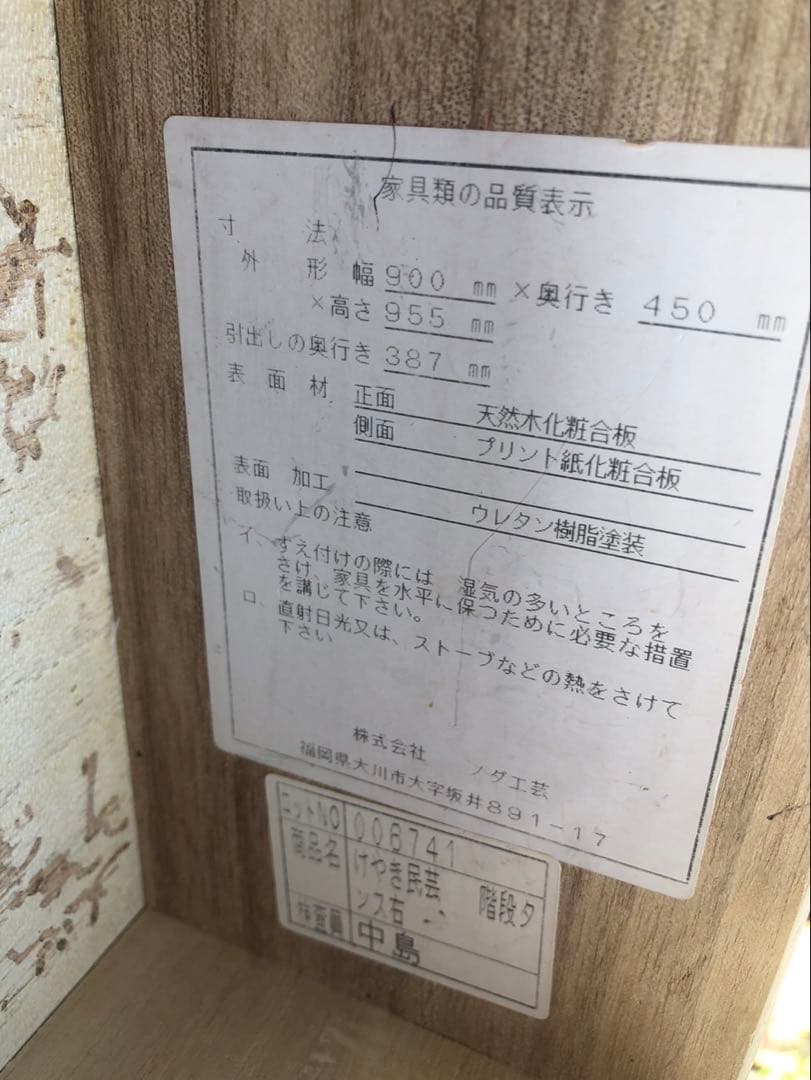 家具類の品質表示
寸 法
外 形 幅 900 mm ×奥行き 450 mm
×高さ 955 mm
引出しの奥行き 387 mm
表 面 材 正面 天然木化粧合板
側面 プリント紙化粧合板
表面 加工 ウレタン樹脂塗装
取扱い上の注意
イ、すえ付けの際には 湿気の多いところを
さけ、家具を水平に保つために必要な措置
を講じて下さい。
ロ、直射日光又は、ストーブなどの熱をさけて
下さい
株式会社 ノダ工芸
福岡県大川市大字坂井891-17
ロットNO 006741
商品名 けやき民芸 階段タ
ンス右
検査員 中島